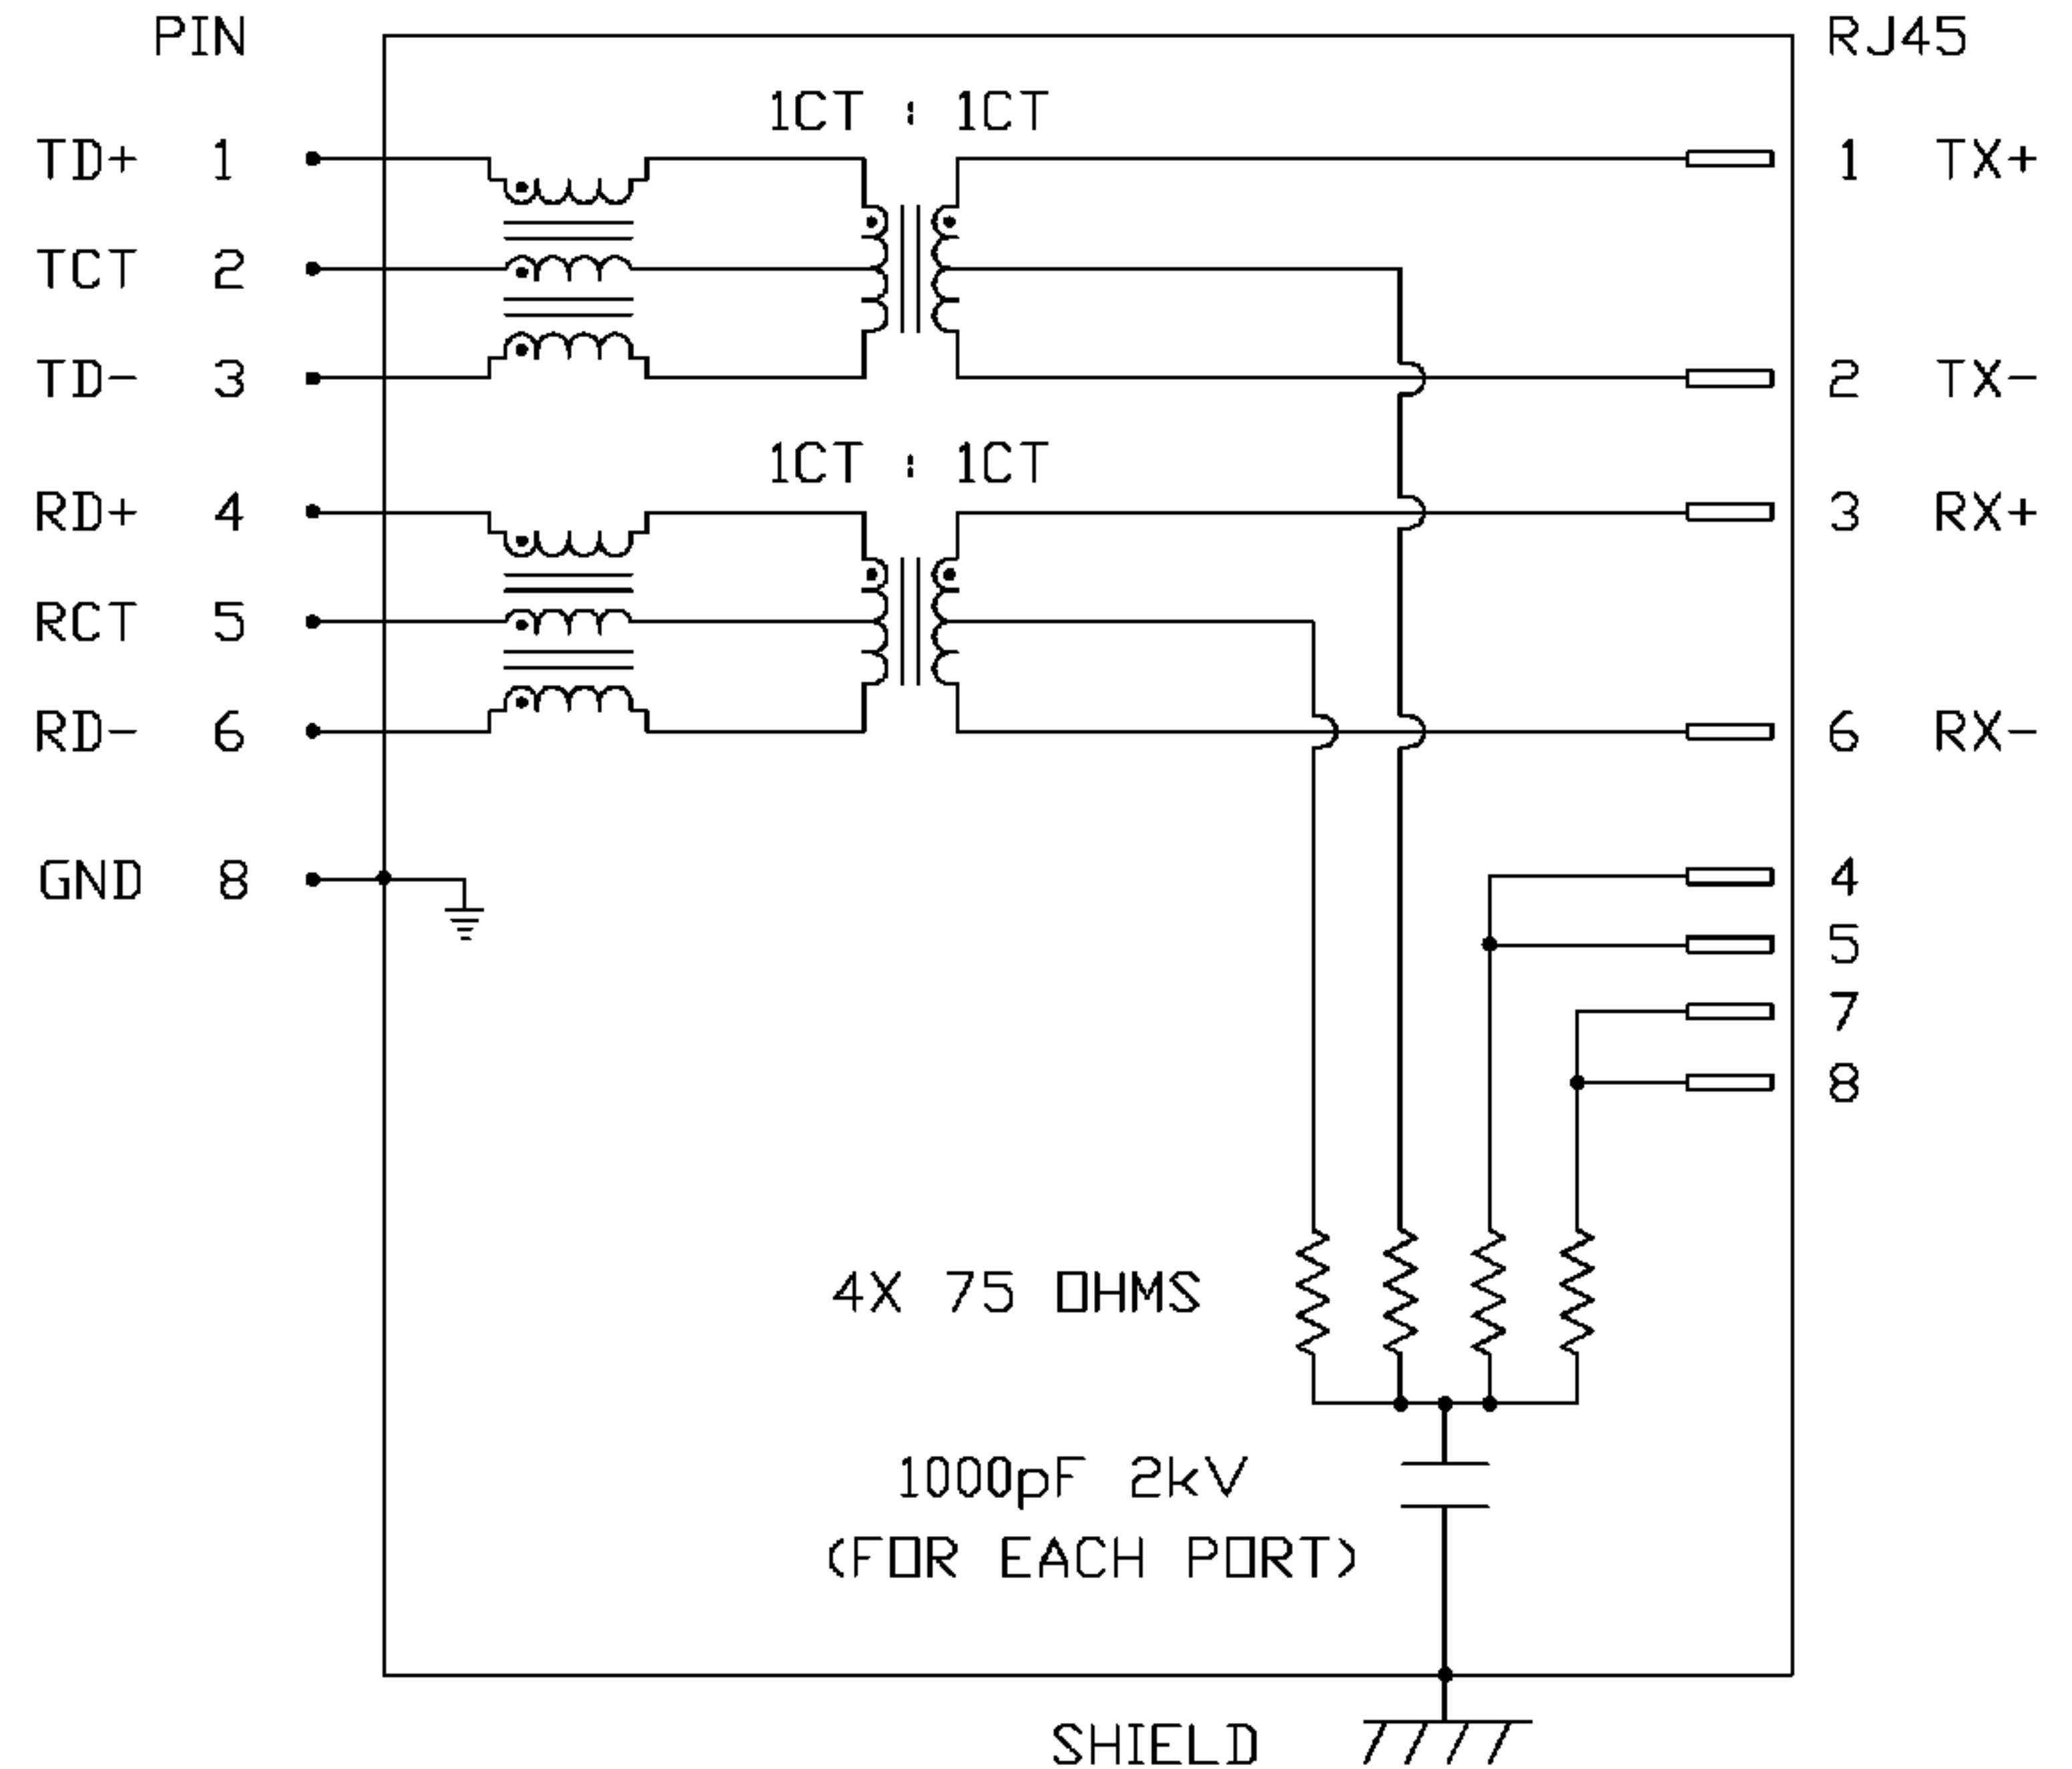 PIN RJ45
1CT : 1CT
TD+ 1 1 TX+
TCT 2
TD- 3 2 TX-
1CT : 1CT
RD+ 4 3 RX+
RCT 5
RD- 6 6 RX-
GND 8 4
5
7
8
4X 75 OHMS
1000pF 2kV
(FOR EACH PORT)
SHIELD